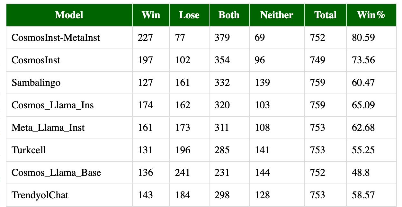 Model Win Lose Both Neither Total Win%
CosmosInst-MetaInst 227 77 379 69 752 80.59
CosmosInst 197 102 354 96 749 73.56
Sambalingo 127 161 332 139 759 60.47
Cosmos_Llama_Ins 174 162 320 103 759 65.09
Meta_Llama_Inst 161 173 311 108 753 62.68
Turkcell 131 196 285 141 753 55.25
Cosmos_Llama_Base 136 241 231 144 752 48.8
TrendyolChat 143 184 298 128 753 58.57